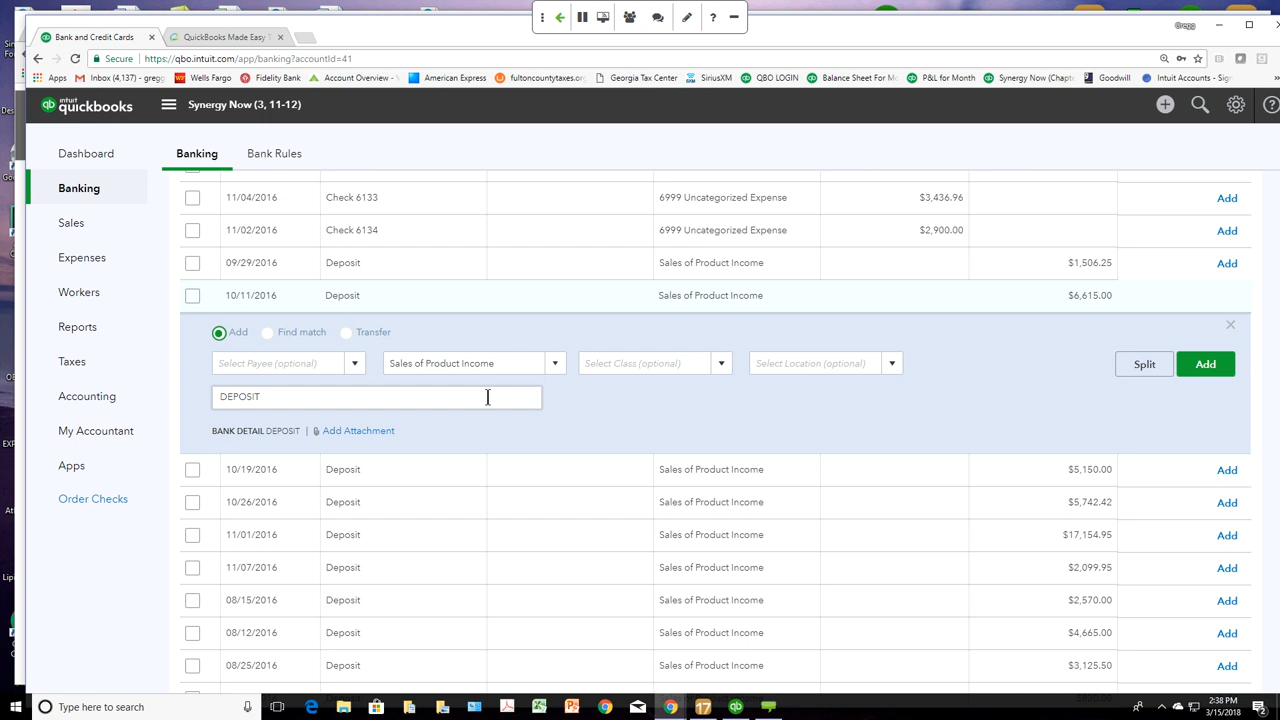 Gregg
Bank and Credit Cards
QuickBooks Made Easy
Secure | https://qbo.intuit.com/app/banking?accountId=41
Apps Inbox (4,137) - gregg Wells Fargo Fidelity Bank Account Overview - American Express fultoncountytaxes.org Georgia Tax Center SiriusXM QBO LOGIN Balance Sheet For Mo P&L for Month Synergy Now (Chapte Goodwill Intuit Accounts - Sign »
intuit quickbooks Synergy Now (3, 11-12)
Dashboard
Banking
Sales
Expenses
Workers
Reports
Taxes
Accounting
My Accountant
Apps
Order Checks
Banking Bank Rules
11/04/2016 Check 6133 6999 Uncategorized Expense $3,436.96 Add
11/02/2016 Check 6134 6999 Uncategorized Expense $2,900.00 Add
09/29/2016 Deposit Sales of Product Income $1,506.25 Add
10/11/2016 Deposit Sales of Product Income $6,615.00
Add Find match Transfer
Select Payee (optional) Sales of Product Income Select Class (optional) Select Location (optional) Split Add
DEPOSIT
BANK DETAIL DEPOSIT | Add Attachment
10/19/2016 Deposit Sales of Product Income $5,150.00 Add
10/26/2016 Deposit Sales of Product Income $5,742.42 Add
11/01/2016 Deposit Sales of Product Income $17,154.95 Add
11/07/2016 Deposit Sales of Product Income $2,099.95 Add
08/15/2016 Deposit Sales of Product Income $2,570.00 Add
08/12/2016 Deposit Sales of Product Income $4,665.00 Add
08/25/2016 Deposit Sales of Product Income $3,125.50 Add
Type here to search
17
2:38 PM
3/15/2018
2